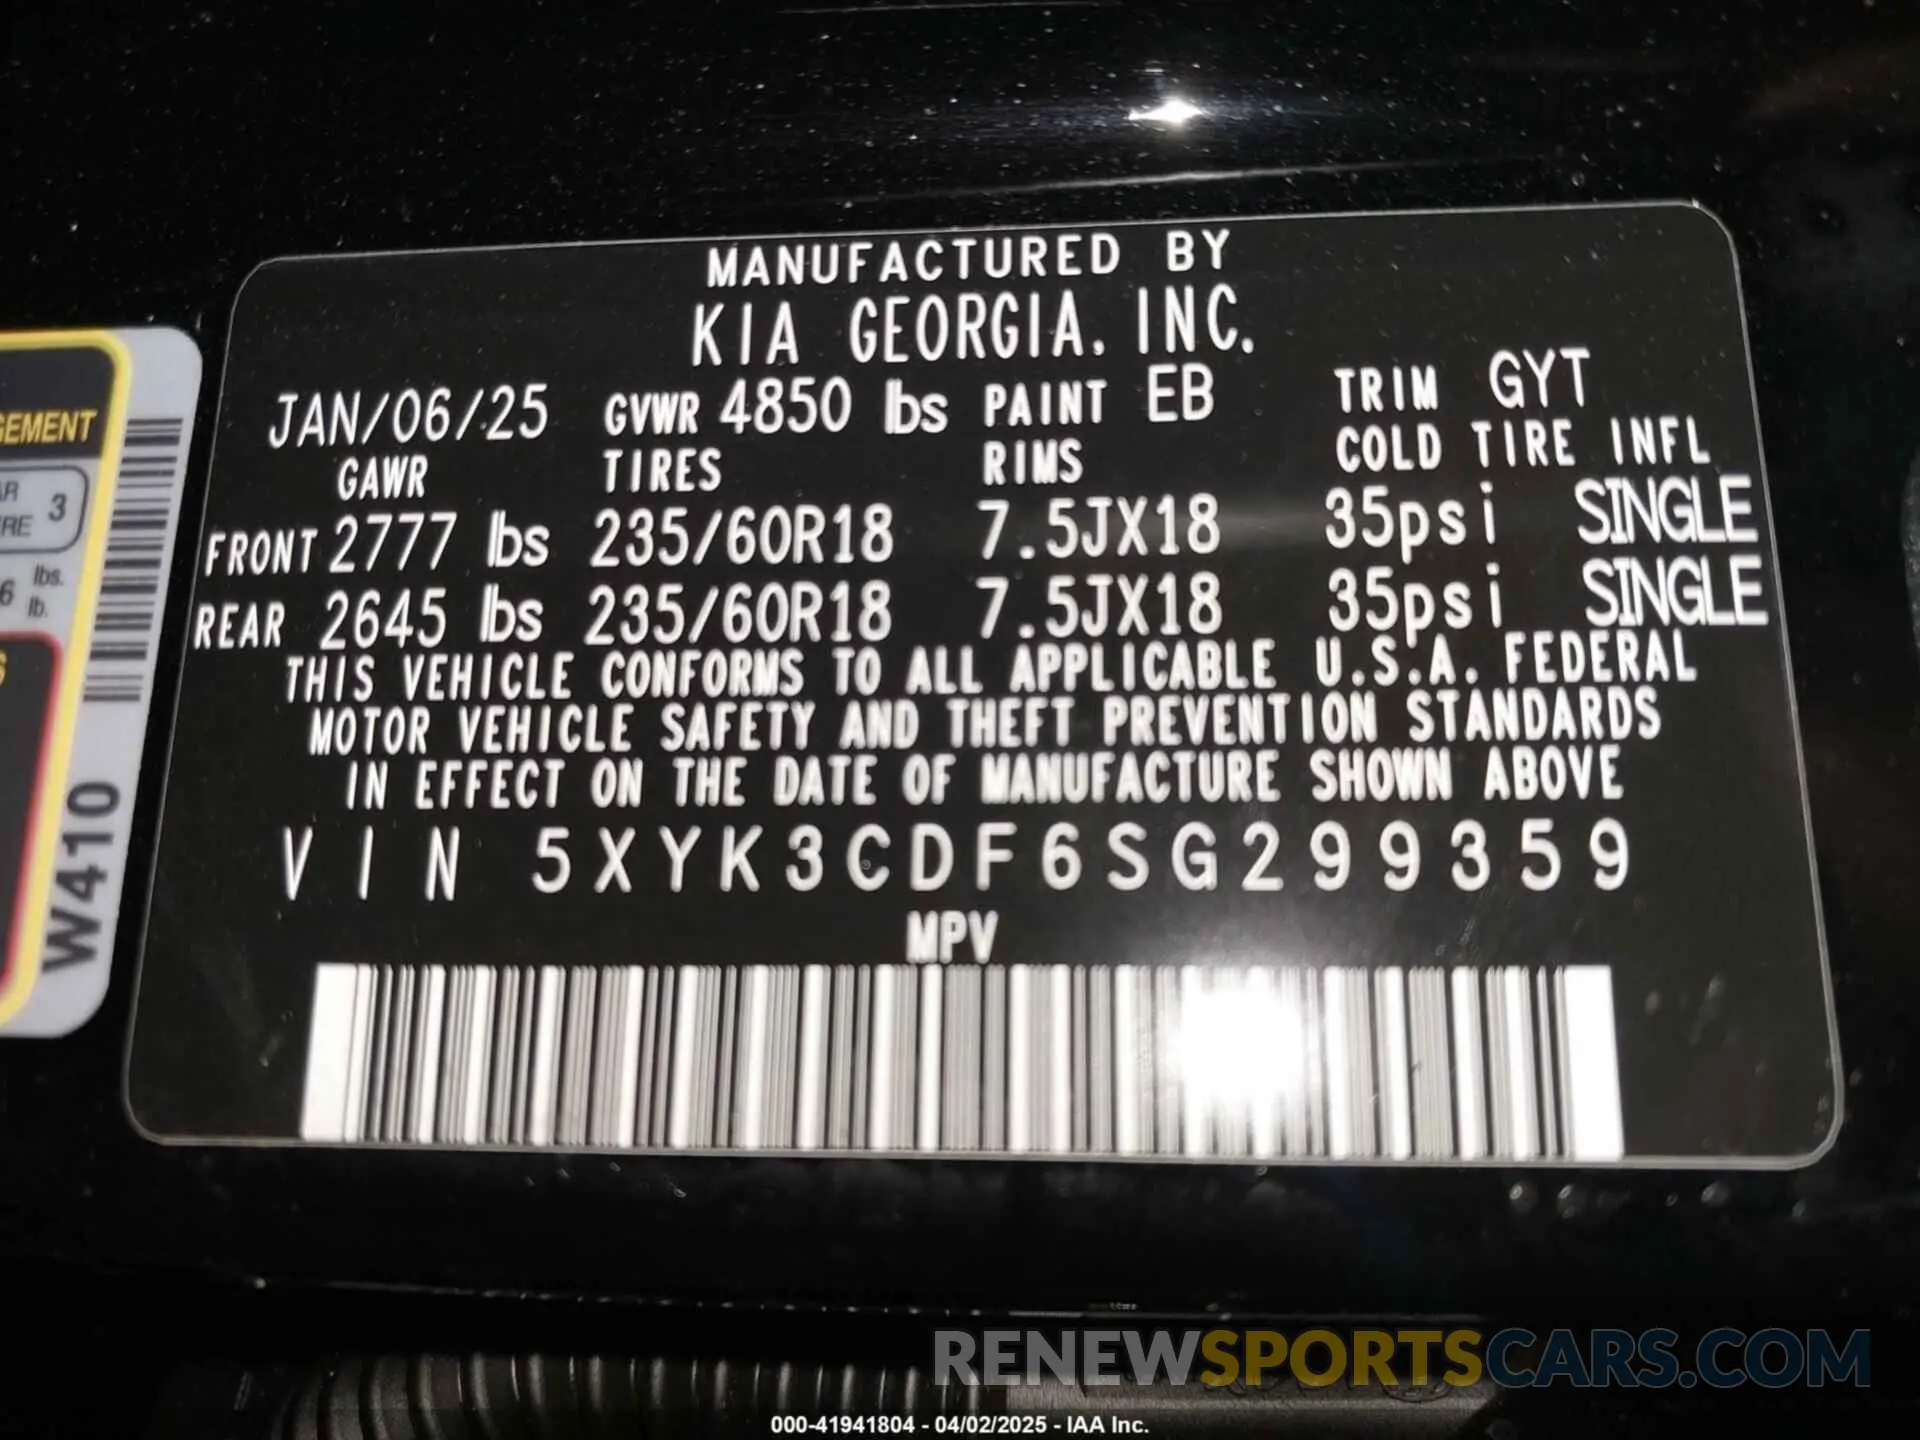 MANUFACTURED BY
KIA GEORGIA, INC.
JAN/06/25 GVWR 4850 lbs PAINT EB TRIM GYT
GAWR TIRES RIMS COLD TIRE INFL
FRONT 2777 lbs 235/60R18 7.5JX18 35psi SINGLE
REAR 2645 lbs 235/60R18 7.5JX18 35psi SINGLE
THIS VEHICLE CONFORMS TO ALL APPLICABLE U.S.A. FEDERAL
MOTOR VEHICLE SAFETY AND THEFT PREVENTION STANDARDS
IN EFFECT ON THE DATE OF MANUFACTURE SHOWN ABOVE
VIN 5XYK3CDF6SG299359
MPV
3
lbs.
lb.
W410
RENEWSPORTSCARS.COM
000-41941804 - 04/02/2025 - IAA Inc.